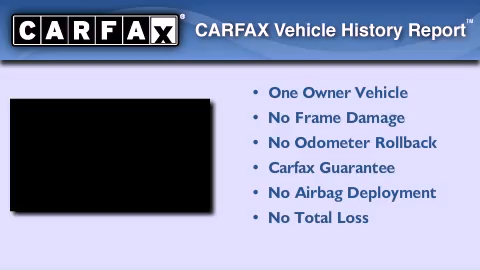 CARFAX® CARFAX Vehicle History Report™
• One Owner Vehicle
• No Frame Damage
• No Odometer Rollback
• Carfax Guarantee
• No Airbag Deployment
• No Total Loss